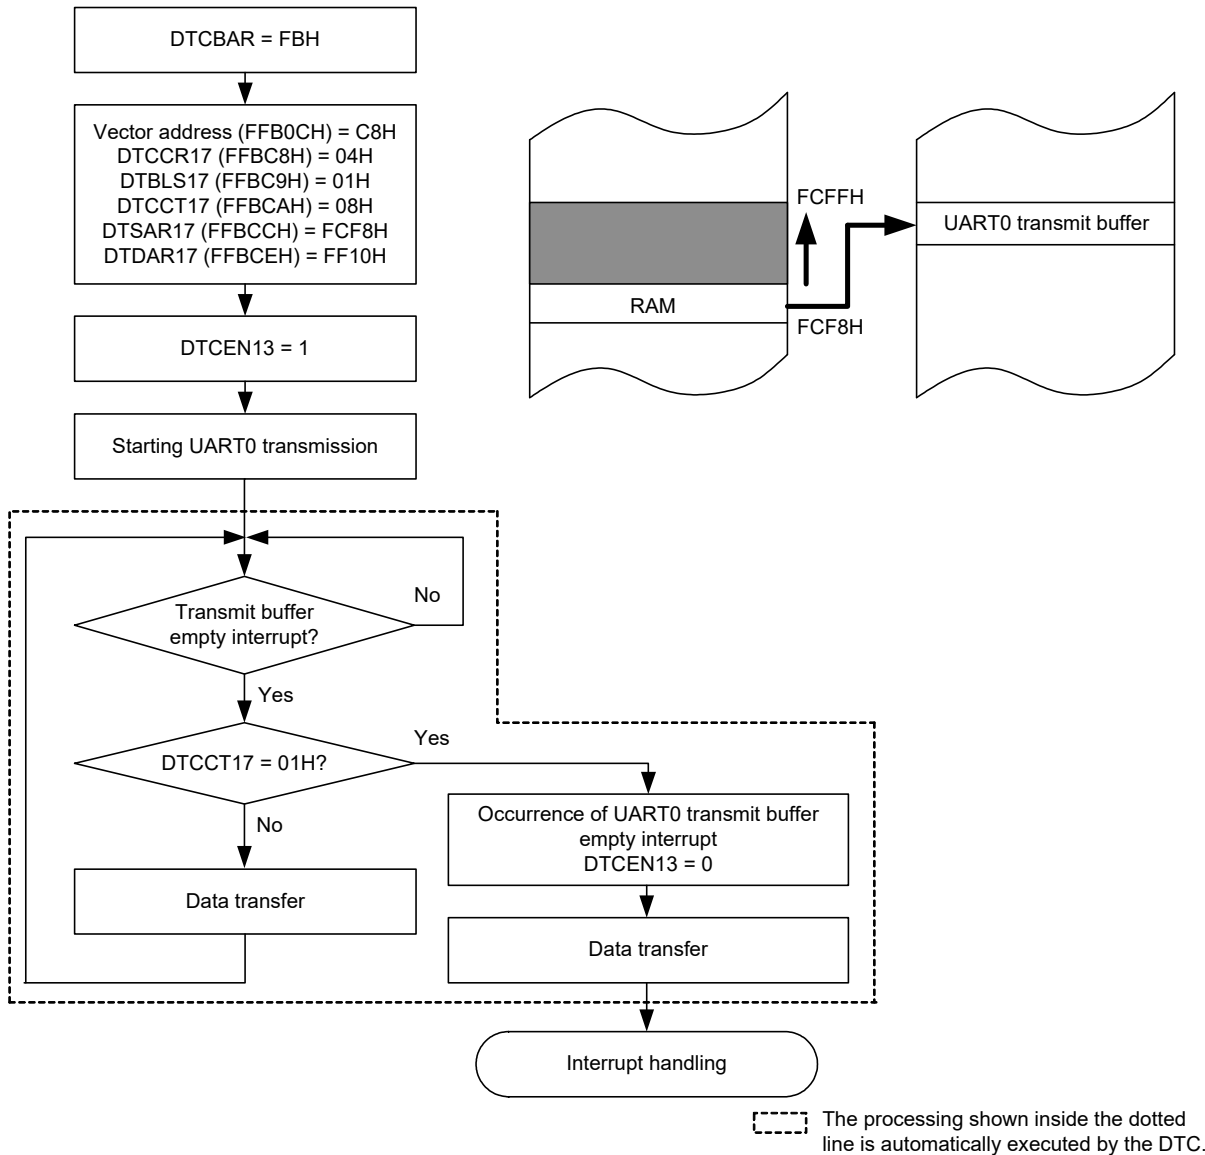 DTCBAR = FBH
Vector address (FFB0CH) = C8H
DTCCR17 (FFBC8H) = 04H
DTBLS17 (FFBC9H) = 01H
DTCCT17 (FFBCAH) = 08H
DTSAR17 (FFBCCH) = FCF8H
DTDAR17 (FFBCEH) = FF10H
DTCEN13 = 1
Starting UART0 transmission
FCFFH
UART0 transmit buffer
RAM
FCF8H
Transmit buffer
empty interrupt?
No
Yes
DTCCT17 = 01H?
Yes
No
Data transfer
Occurrence of UART0 transmit buffer
empty interrupt
DTCEN13 = 0
Data transfer
Interrupt handling
The processing shown inside the dotted
line is automatically executed by the DTC.